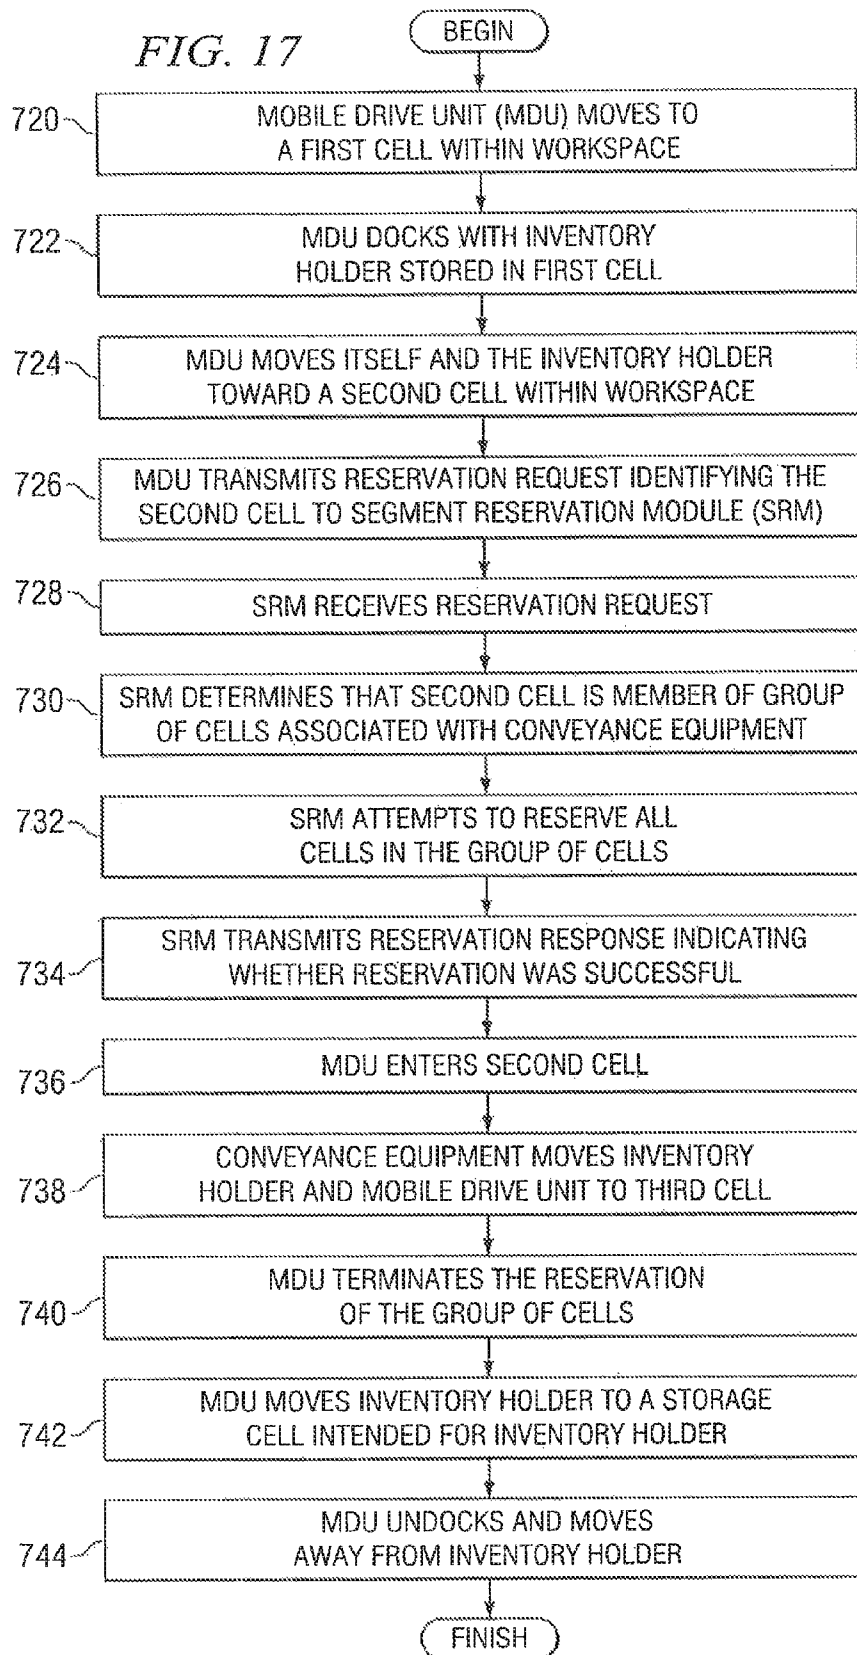 FIG. 17
BEGIN
720
MOBILE DRIVE UNIT (MDU) MOVES TO
A FIRST CELL WITHIN WORKSPACE
722
MDU DOCKS WITH INVENTORY
HOLDER STORED IN FIRST CELL
724
MDU MOVES ITSELF AND THE INVENTORY HOLDER
TOWARD A SECOND CELL WITHIN WORKSPACE
726
MDU TRANSMITS RESERVATION REQUEST IDENTIFYING THE
SECOND CELL TO SEGMENT RESERVATION MODULE (SRM)
728
SRM RECEIVES RESERVATION REQUEST
730
SRM DETERMINES THAT SECOND CELL IS MEMBER OF GROUP
OF CELLS ASSOCIATED WITH CONVEYANCE EQUIPMENT
732
SRM ATTEMPTS TO RESERVE ALL
CELLS IN THE GROUP OF CELLS
734
SRM TRANSMITS RESERVATION RESPONSE INDICATING
WHETHER RESERVATION WAS SUCCESSFUL
736
MDU ENTERS SECOND CELL
738
CONVEYANCE EQUIPMENT MOVES INVENTORY
HOLDER AND MOBILE DRIVE UNIT TO THIRD CELL
740
MDU TERMINATES THE RESERVATION
OF THE GROUP OF CELLS
742
MDU MOVES INVENTORY HOLDER TO A STORAGE
CELL INTENDED FOR INVENTORY HOLDER
744
MDU UNDOCKS AND MOVES
AWAY FROM INVENTORY HOLDER
FINISH